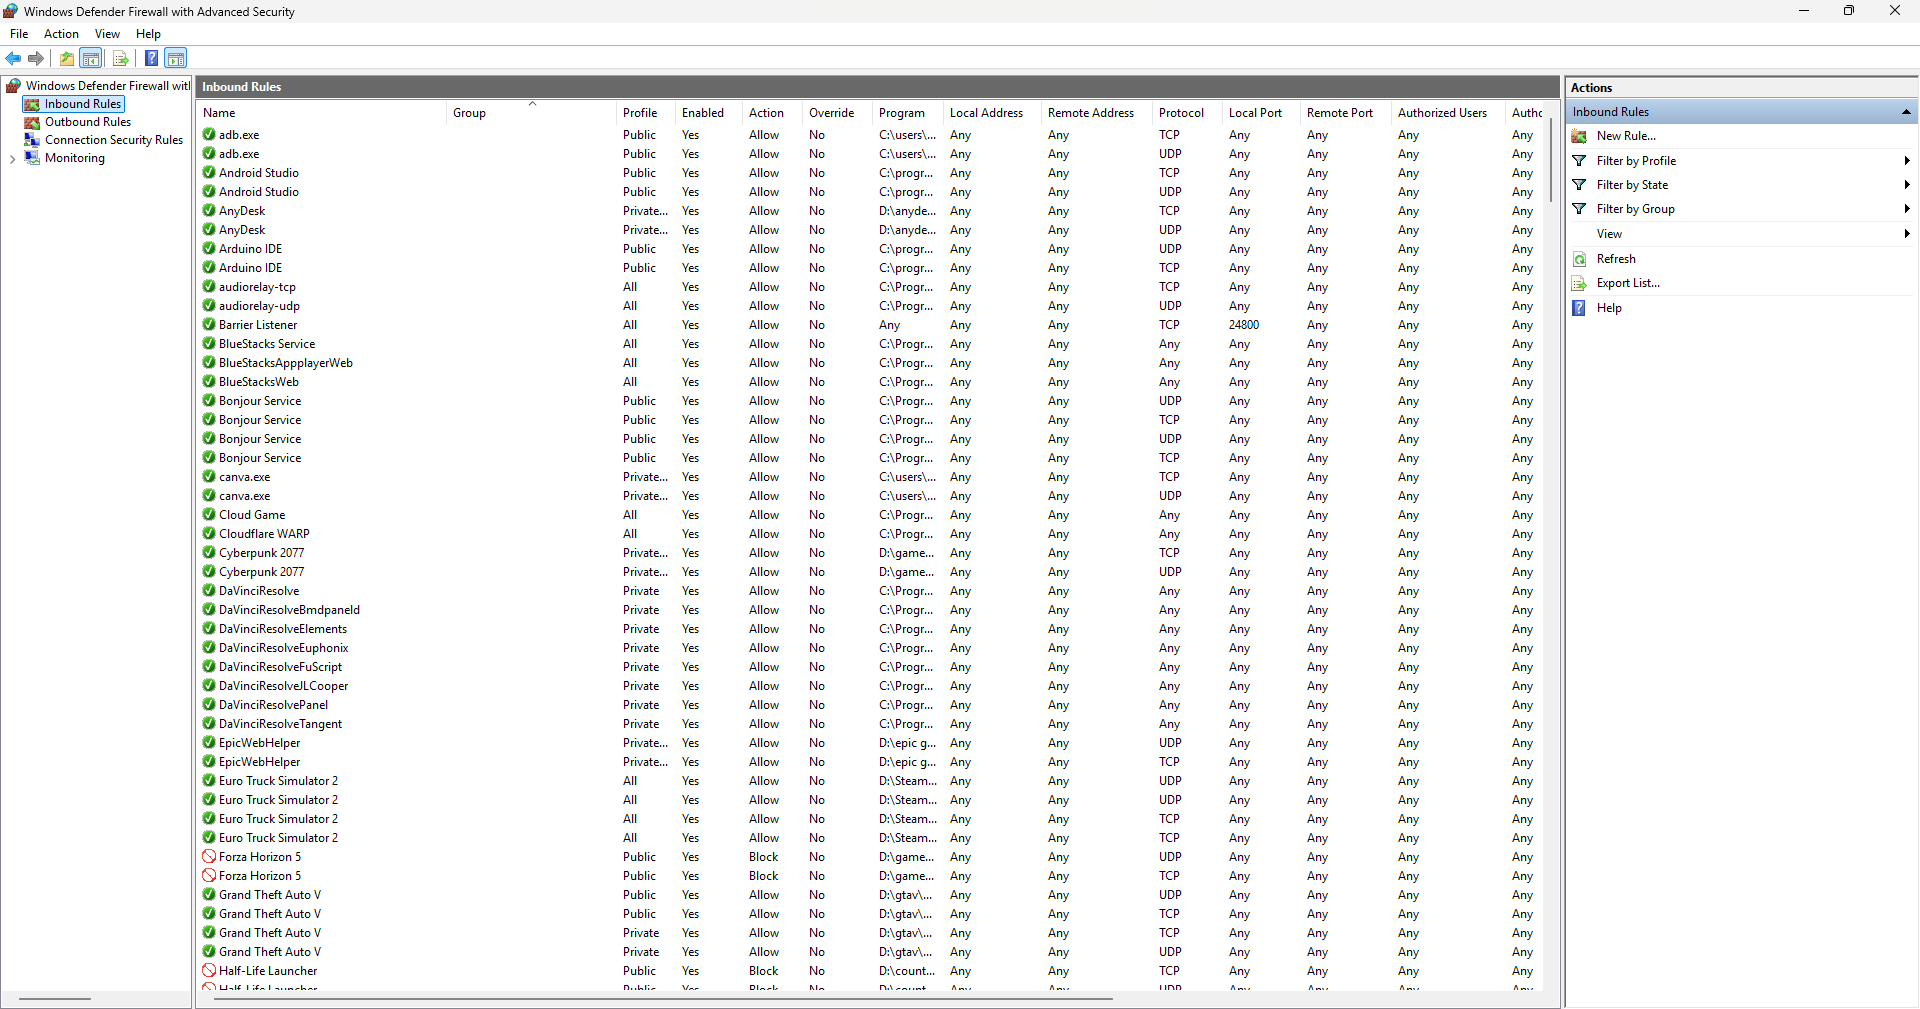 Windows Defender Firewall with Advanced Security
File Action View Help
Windows Defender Firewall with
Inbound Rules
Outbound Rules
Connection Security Rules
Monitoring
Inbound Rules
Name Group Profile Enabled Action Override Program Local Address Remote Address Protocol Local Port Remote Port Authorized Users Autho
adb.exe Public Yes Allow No C:\users\... Any Any TCP Any Any Any Any
adb.exe Public Yes Allow No C:\users\... Any Any UDP Any Any Any Any
Android Studio Public Yes Allow No C:\progr... Any Any TCP Any Any Any Any
Android Studio Public Yes Allow No C:\progr... Any Any UDP Any Any Any Any
AnyDesk Private... Yes Allow No D:\anyde... Any Any TCP Any Any Any Any
AnyDesk Private... Yes Allow No D:\anyde... Any Any UDP Any Any Any Any
Arduino IDE Public Yes Allow No C:\progr... Any Any UDP Any Any Any Any
Arduino IDE Public Yes Allow No C:\progr... Any Any TCP Any Any Any Any
audiorelay-tcp All Yes Allow No C:\Progr... Any Any TCP Any Any Any Any
audiorelay-udp All Yes Allow No C:\Progr... Any Any UDP Any Any Any Any
Barrier Listener All Yes Allow No Any Any Any TCP 24800 Any Any Any
BlueStacks Service All Yes Allow No C:\Progr... Any Any Any Any Any Any Any
BlueStacksAppplayerWeb All Yes Allow No C:\Progr... Any Any Any Any Any Any Any
BlueStacksWeb All Yes Allow No C:\Progr... Any Any Any Any Any Any Any
Bonjour Service Public Yes Allow No C:\Progr... Any Any UDP Any Any Any Any
Bonjour Service Public Yes Allow No C:\Progr... Any Any TCP Any Any Any Any
Bonjour Service Public Yes Allow No C:\Progr... Any Any UDP Any Any Any Any
Bonjour Service Public Yes Allow No C:\Progr... Any Any TCP Any Any Any Any
canva.exe Private... Yes Allow No C:\users\... Any Any TCP Any Any Any Any
canva.exe Private... Yes Allow No C:\users\... Any Any UDP Any Any Any Any
Cloud Game All Yes Allow No C:\Progr... Any Any Any Any Any Any Any
Cloudflare WARP All Yes Allow No C:\Progr... Any Any Any Any Any Any Any
Cyberpunk 2077 Private... Yes Allow No D:\game... Any Any TCP Any Any Any Any
Cyberpunk 2077 Private... Yes Allow No D:\game... Any Any UDP Any Any Any Any
DaVinciResolve Private Yes Allow No C:\Progr... Any Any Any Any Any Any Any
DaVinciResolveBmdpaneld Private Yes Allow No C:\Progr... Any Any Any Any Any Any Any
DaVinciResolveElements Private Yes Allow No C:\Progr... Any Any Any Any Any Any Any
DaVinciResolveEuphonix Private Yes Allow No C:\Progr... Any Any Any Any Any Any Any
DaVinciResolveFuScript Private Yes Allow No C:\Progr... Any Any Any Any Any Any Any
DaVinciResolveJLCooper Private Yes Allow No C:\Progr... Any Any Any Any Any Any Any
DaVinciResolvePanel Private Yes Allow No C:\Progr... Any Any Any Any Any Any Any
DaVinciResolveTangent Private Yes Allow No C:\Progr... Any Any Any Any Any Any Any
EpicWebHelper Private... Yes Allow No D:\epic g... Any Any UDP Any Any Any Any
EpicWebHelper Private... Yes Allow No D:\epic g... Any Any TCP Any Any Any Any
Euro Truck Simulator 2 All Yes Allow No D:\Steam... Any Any UDP Any Any Any Any
Euro Truck Simulator 2 All Yes Allow No D:\Steam... Any Any UDP Any Any Any Any
Euro Truck Simulator 2 All Yes Allow No D:\Steam... Any Any TCP Any Any Any Any
Euro Truck Simulator 2 All Yes Allow No D:\Steam... Any Any TCP Any Any Any Any
Forza Horizon 5 Public Yes Block No D:\game... Any Any UDP Any Any Any Any
Forza Horizon 5 Public Yes Block No D:\game... Any Any TCP Any Any Any Any
Grand Theft Auto V Public Yes Allow No D:\gtav\... Any Any UDP Any Any Any Any
Grand Theft Auto V Public Yes Allow No D:\gtav\... Any Any TCP Any Any Any Any
Grand Theft Auto V Private Yes Allow No D:\gtav\... Any Any TCP Any Any Any Any
Grand Theft Auto V Private Yes Allow No D:\gtav\... Any Any UDP Any Any Any Any
Half-Life Launcher Public Yes Block No D:\count... Any Any TCP Any Any Any Any
Half-Life Launcher Public Yes Block No D:\count... Any Any UDP Any Any Any Any
Actions
Inbound Rules
New Rule...
Filter by Profile
Filter by State
Filter by Group
View
Refresh
Export List...
Help